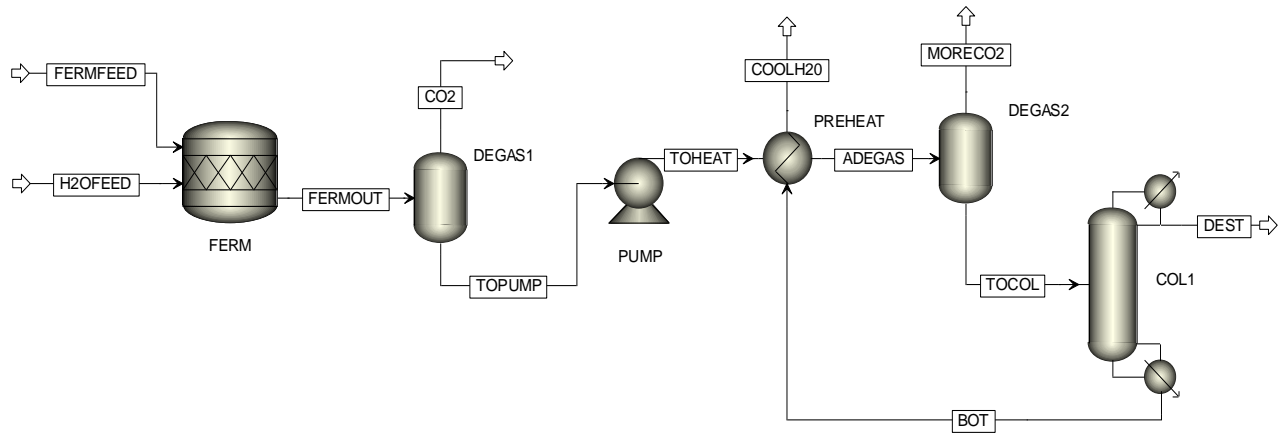 FERMFEED
H2OFEED
FERM
FERMOUT
CO2
DEGAS1
TOPUMP
PUMP
TOHEAT
COOLH20
PREHEAT
ADEGAS
MORECO2
DEGAS2
TOCOL
COL1
DEST
BOT